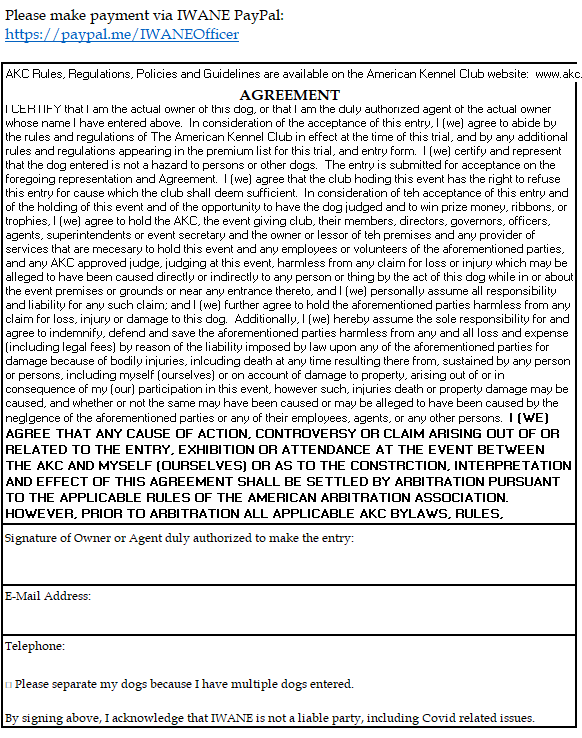 Please make payment via IWANE PayPal:
https://paypal.me/IWANEOfficer
AKC Rules, Regulations, Policies and Guidelines are available on the American Kennel Club website:  www.akc.
AGREEMENT
I CERTIFY that I am the actual owner of this dog, or that I am the duly authorized agent of the actual owner
whose name I have entered above.  In consideration of the acceptance of this entry, I (we) agree to abide by
the rules and regulations of The American Kennel Club in effect at the time of this trial, and by any additional
rules and regulations appearing in the premium list for this trial, and entry form.  I (we) certify and represent
that the dog entered is not a hazard to persons or other dogs.  The entry is submitted for acceptance on the
foregoing representation and Agreement.  I (we) agree that the club hoding this event has the right to refuse
this entry for cause which the club shall deem sufficient.  In consideration of teh acceptance of this entry and
of the holding of this event and of the opportunity to have the dog judged and to win prize money, ribbons, or
trophies, I (we) agree to hold the AKC, the event giving club, their members, directors, governors, officers,
agents, superintendents or event secretary and the owner or lessor of teh premises and any provider of
services that are mecesary to hold this event and any employees or volunteers of the aforementioned parties,
and any AKC approved judge, judging at this event, harmless from any claim for loss or injury which may be
alleged to have been caused directly or indirectly to any person or thing by the act of this dog while in or about
the event premises or grounds or near any entrance thereto, and I (we) personally assume all responsibility
and liability for any such claim; and I (we) further agree to hold the aforementioned parties harmless from any
claim for loss, injury or damage to this dog.  Additionally, I (we) hereby assume the sole responsibility for and
agree to indemnify, defend and save the aforementioned parties harmless from any and all loss and expense
(including legal fees) by reason of the liability imposed by law upon any of the aforementioned parties for
damage because of bodily injuries, inlcuding death at any time resulting there from, sustained by any person
or persons, including myself (ourselves) or on account of damage to property, arising out of or in
consequence of my (our) participation in this event, however such, injuries death or property damage may be
caused, and whether or not the same may have been caused or may be alleged to have been caused by the
neglgence of the aforementioned parties or any of their employees, agents, or any other persons.  I (WE)
AGREE THAT ANY CAUSE OF ACTION, CONTROVERSY OR CLAIM ARISING OUT OF OR
RELATED TO THE ENTRY, EXHIBITION OR ATTENDANCE AT THE EVENT BETWEEN
THE AKC AND MYSELF (OURSELVES) OR AS TO THE CONSTRCTION, INTERPRETATION
AND EFFECT OF THIS AGREEMENT SHALL BE SETTLED BY ARBITRATION PURSUANT
TO THE APPLICABLE RULES OF THE AMERICAN ARBITRATION ASSOCIATION.
HOWEVER, PRIOR TO ARBITRATION ALL APPLICABLE AKC BYLAWS, RULES,
Signature of Owner or Agent duly authorized to make the entry:
E-Mail Address:
Telephone:
□ Please separate my dogs because I have multiple dogs entered.
By signing above, I acknowledge that IWANE is not a liable party, including Covid related issues.